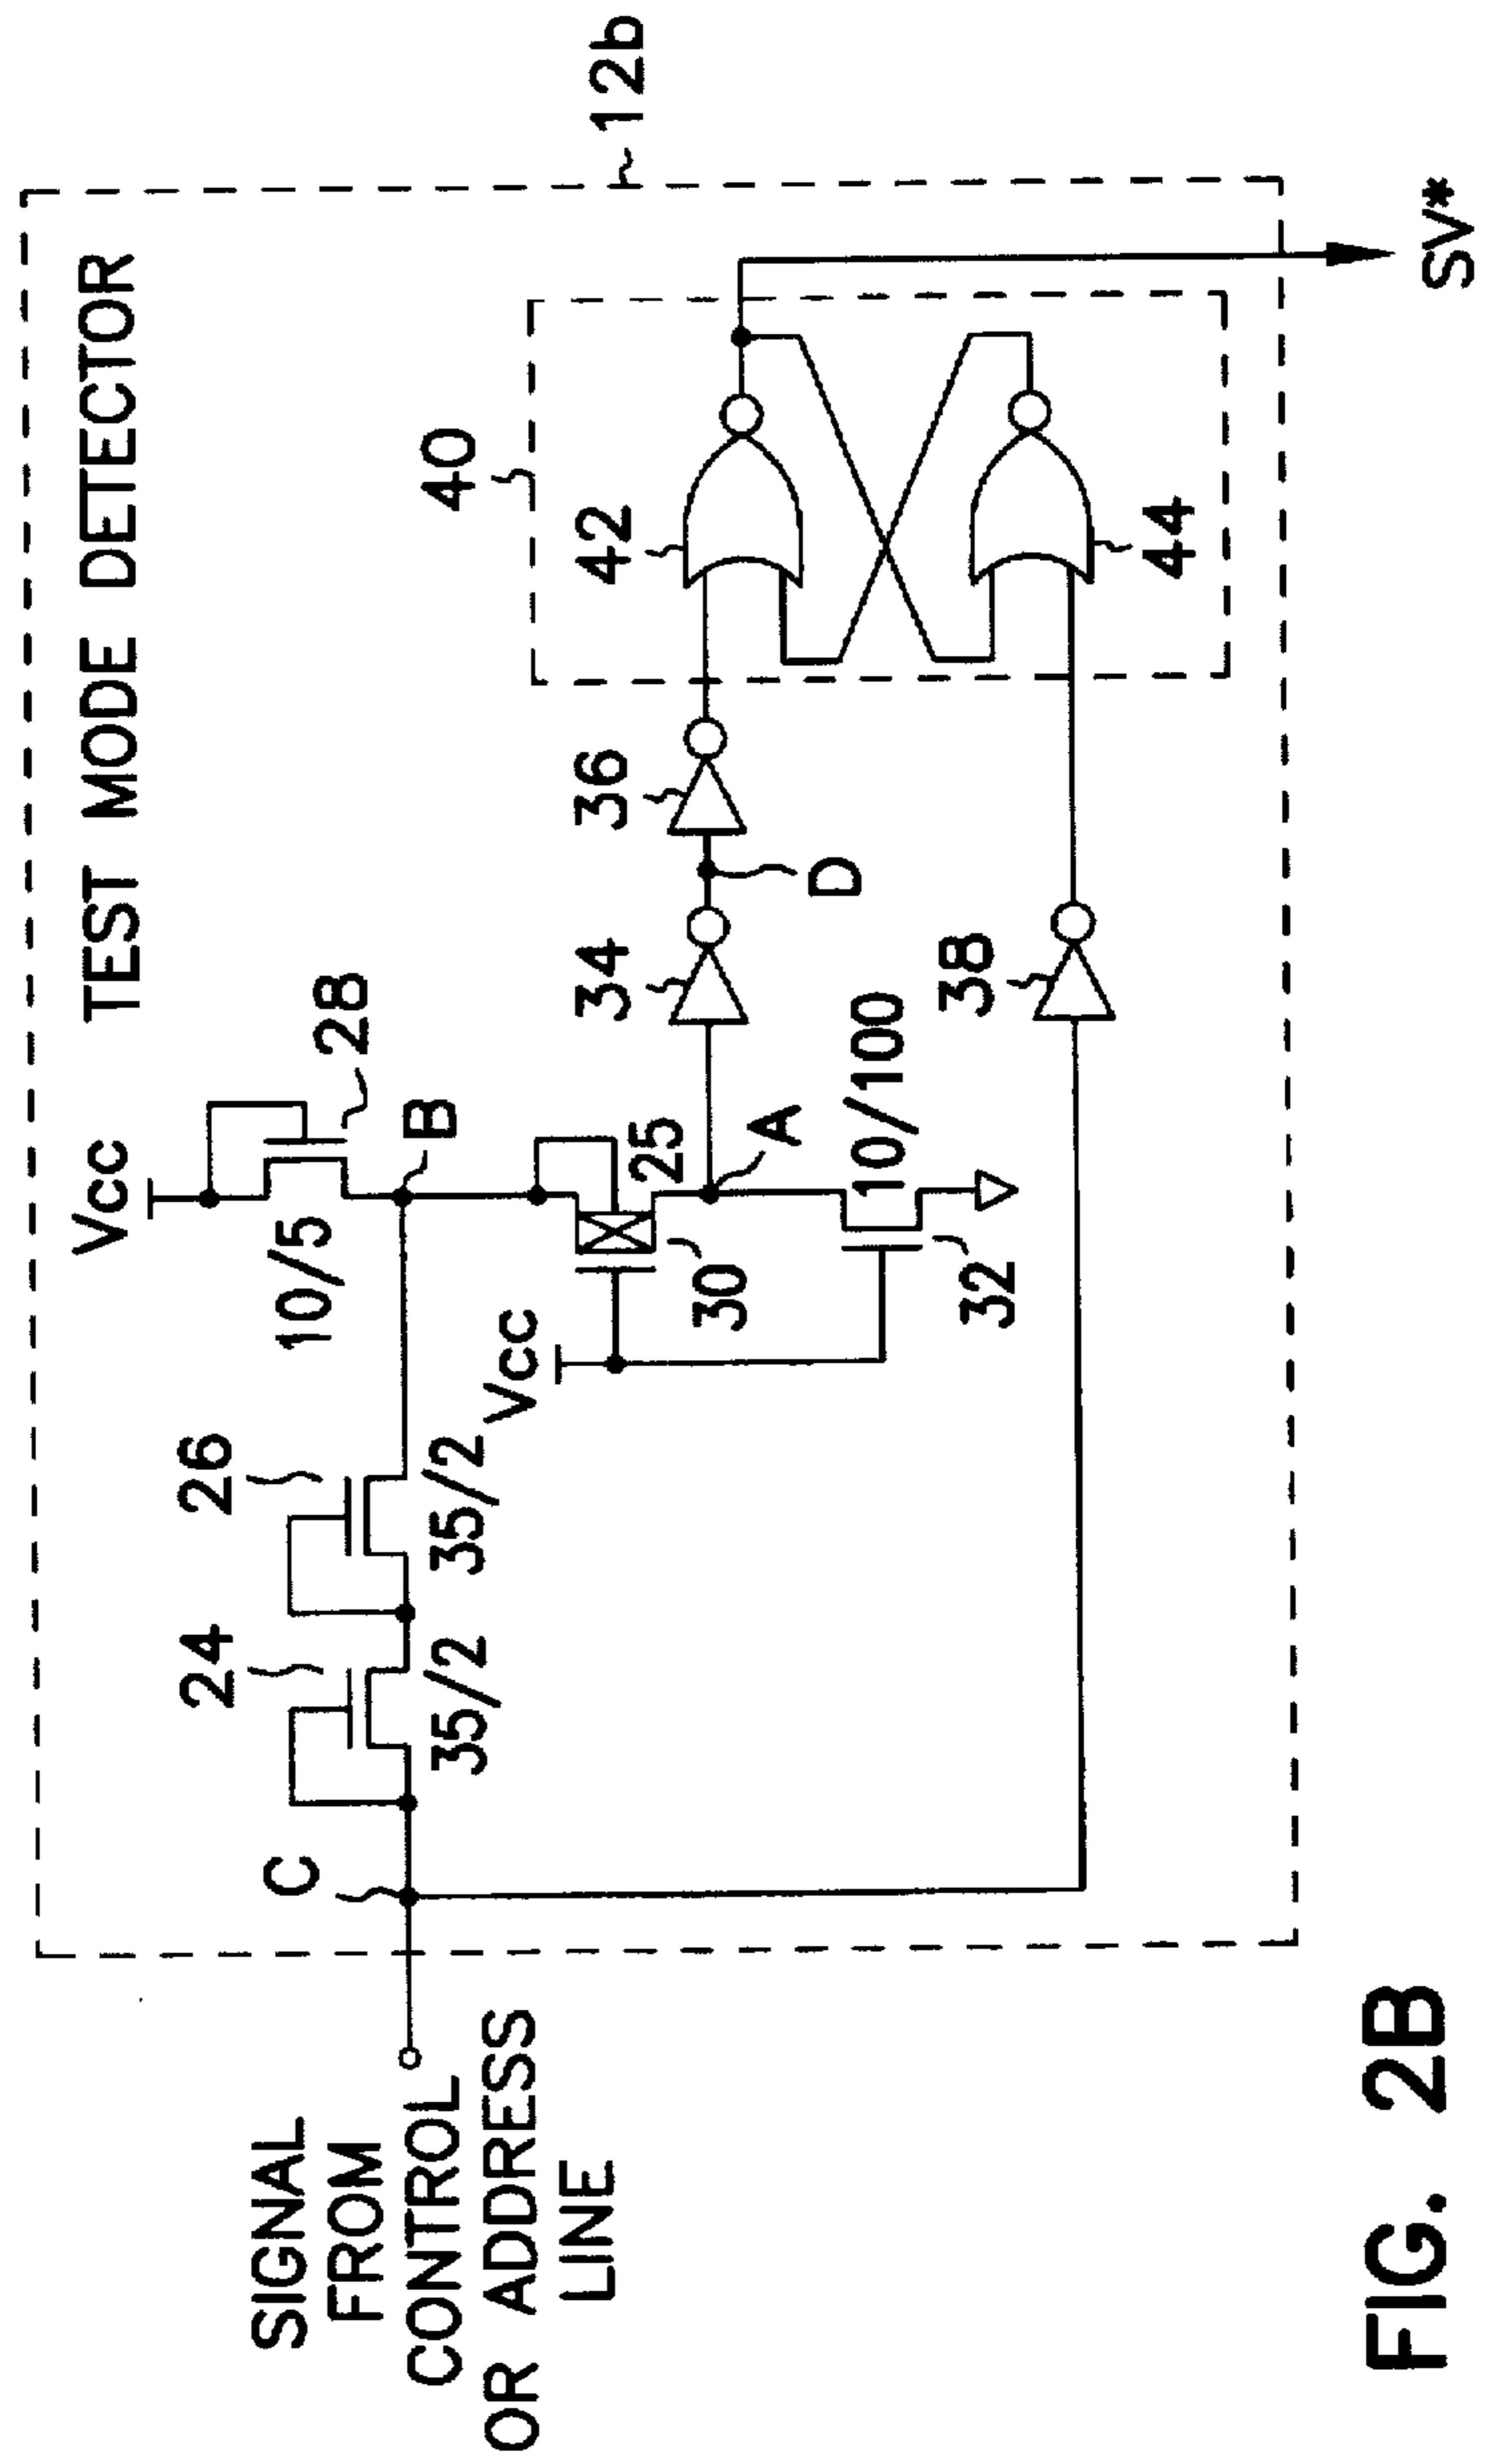 TEST MODE DETECTOR
12b
Vcc
28
10/5
B
24
26
35/2
35/2
C
SIGNAL
FROM
CONTROL
OR ADDRESS
LINE
Vcc
25
30
A
10/100
32
34
36
D
38
40
42
44
SV*
FIG. 2B